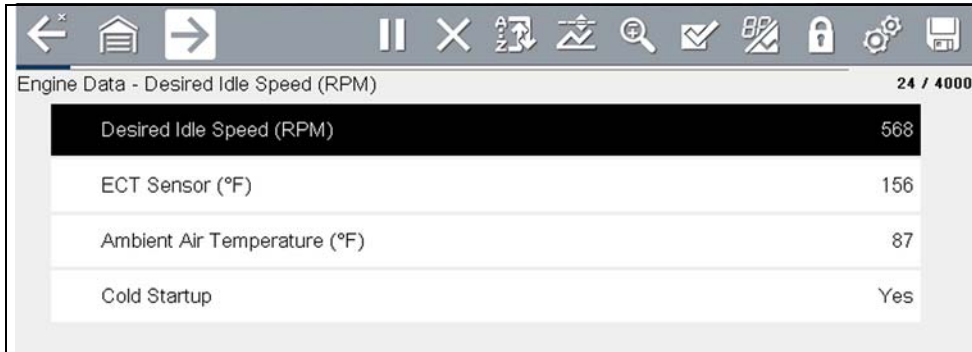 Engine Data - Desired Idle Speed (RPM) 24 / 4000
Desired Idle Speed (RPM) 568
ECT Sensor (°F) 156
Ambient Air Temperature (°F) 87
Cold Startup Yes